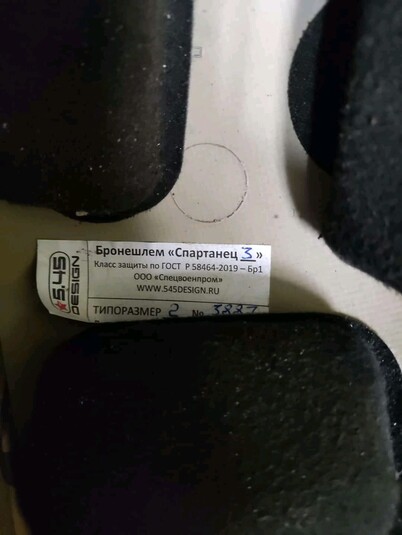 5.45
DESIGN
Бронешлем «Спартанец 3»
Класс защиты по ГОСТ Р 58464-2019 – Бр1
ООО «Спецвоенпром»
WWW.545DESIGN.RU
ТИПОРАЗМЕР 2 №